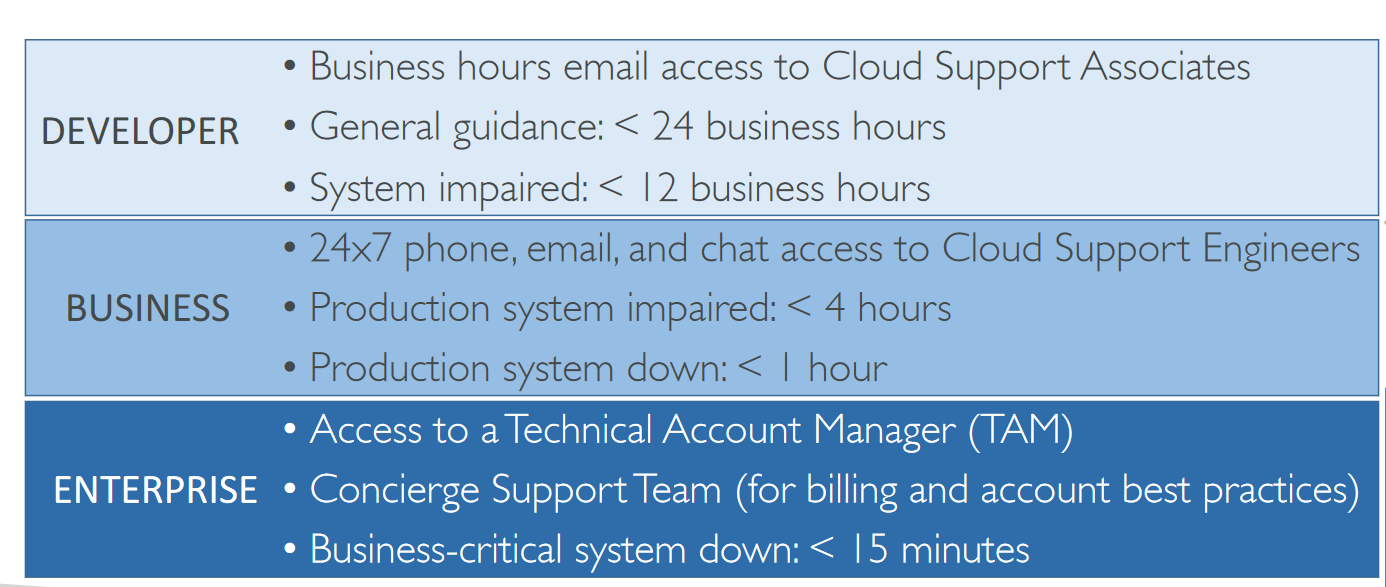 DEVELOPER
• Business hours email access to Cloud Support Associates
• General guidance: < 24 business hours
• System impaired: < 12 business hours
BUSINESS
• 24x7 phone, email, and chat access to Cloud Support Engineers
• Production system impaired: < 4 hours
• Production system down: < 1 hour
ENTERPRISE
• Access to a Technical Account Manager (TAM)
• Concierge Support Team (for billing and account best practices)
• Business-critical system down: < 15 minutes